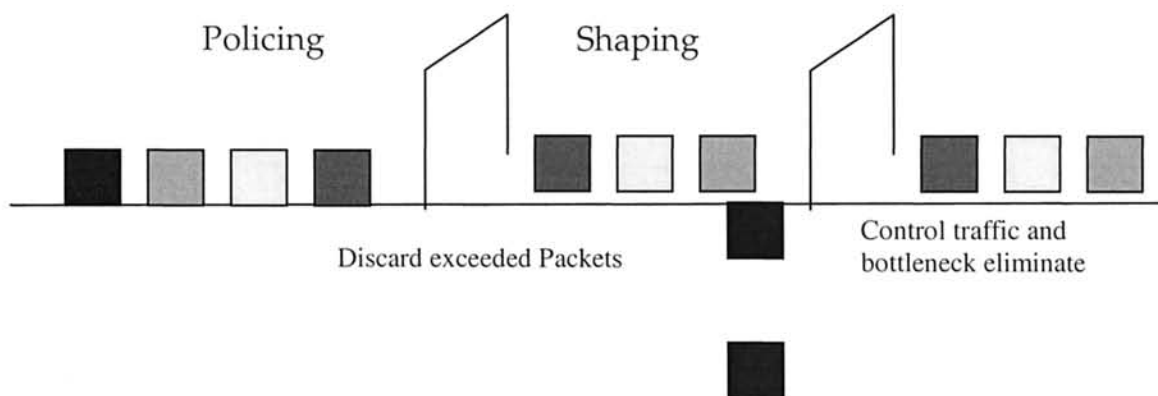 Policing
Shaping
Discard exceeded Packets
Control traffic and
bottleneck eliminate